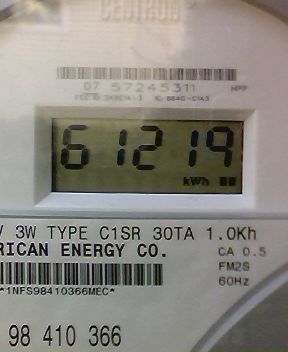 CENTRON
07 57245311
61219
kWh
V 3W TYPE C1SR 30TA 1.0Kh
RICAN ENERGY CO.
CA 0.5
FM2S
60Hz
*1NFS98410366MEC*
98 410 366